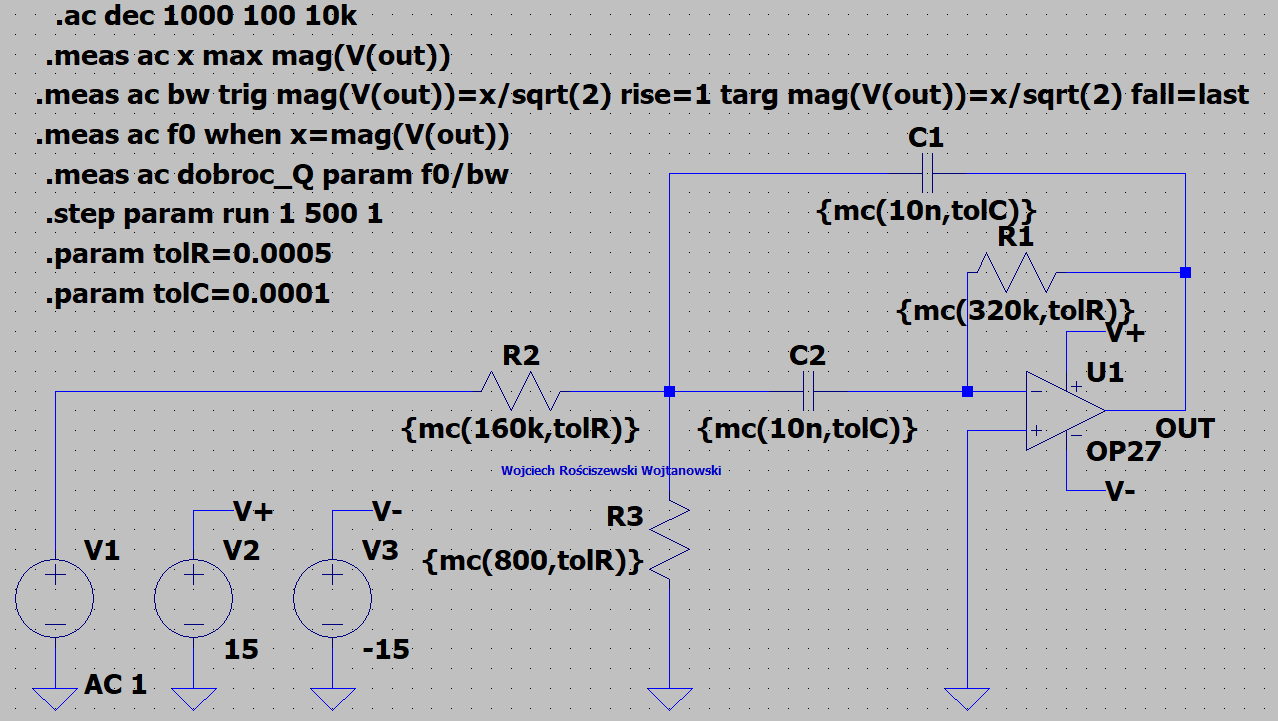 .ac dec 1000 100 10k
.meas ac x max mag(V(out))
.meas ac bw trig mag(V(out))=x/sqrt(2) rise=1 targ mag(V(out))=x/sqrt(2) fall=last
.meas ac f0 when x=mag(V(out))
.meas ac dobroc_Q param f0/bw
.step param run 1 500 1
.param tolR=0.0005
.param tolC=0.0001
C1
{mc(10n,tolC)}
R1
{mc(320k,tolR)}
V+
U1
OUT
OP27
V-
R2
{mc(160k,tolR)}
C2
{mc(10n,tolC)}
Wojciech Rościszewski Wojtanowski
R3
{mc(800,tolR)}
V1
AC 1
V+
V2
15
V-
V3
-15